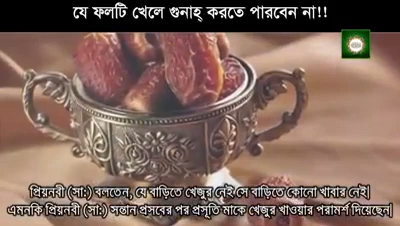 যে ফলটি খেলে গুনাহ্ করতে পারবেন না!!
প্রিয়নবী (সা:) বলতেন, যে বাড়িতে খেজুর নেই সে বাড়িতে কোনো খাবার নেই|
এমনকি প্রিয়নবী (সা:) সন্তান প্রসবের পর প্রসূতি মাকে খেজুর খাওয়ার পরামর্শ দিয়েছেন|